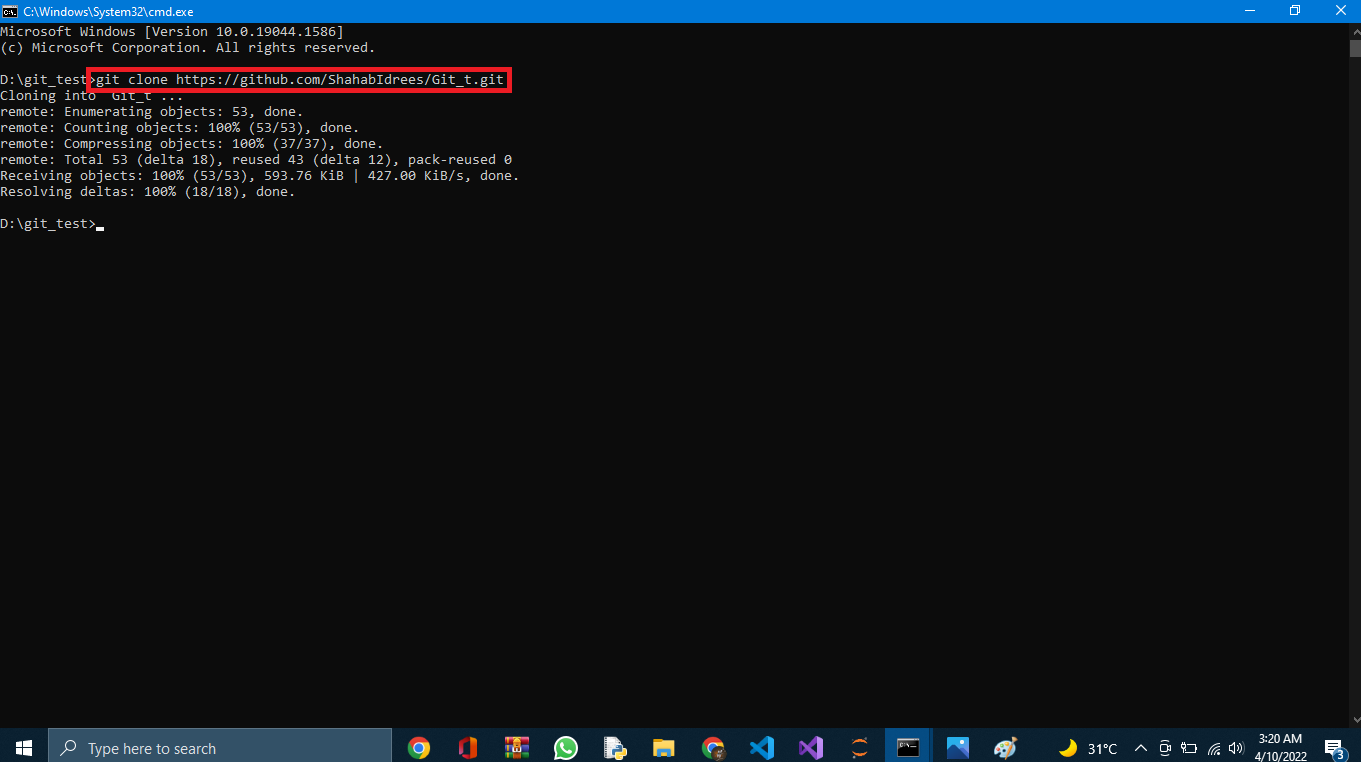 C:\Windows\System32\cmd.exe
Microsoft Windows [Version 10.0.19044.1586]
(c) Microsoft Corporation. All rights reserved.
D:\git_test>git clone https://github.com/ShahabIdrees/Git_t.git
Cloning into 'Git_t'...
remote: Enumerating objects: 53, done.
remote: Counting objects: 100% (53/53), done.
remote: Compressing objects: 100% (37/37), done.
remote: Total 53 (delta 18), reused 43 (delta 12), pack-reused 0
Receiving objects: 100% (53/53), 593.76 KiB | 427.00 KiB/s, done.
Resolving deltas: 100% (18/18), done.
D:\git_test>
Type here to search
31°C
3:20 AM
4/10/2022
3